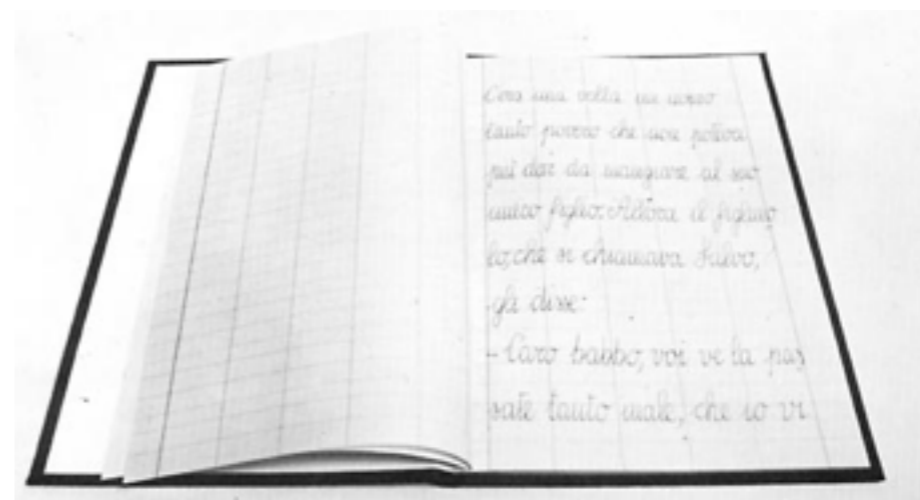 C'era una volta un uomo
tanto povero che non poteva
più dar da mangiare al suo
unico figlio. Allora il figliuo
lo, che si chiamava Salvo,
gli disse:
- Caro babbo, voi ve la pas
sate tanto male, che io vi